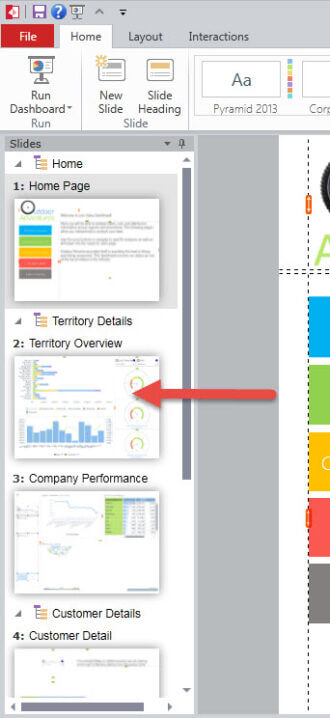 File
Home
Layout
Interactions
Run
Dashboard
Run
New
Slide
Slide
Heading
Slide
Aa
Pyramid 2013
Corp
Slides
Home
1: Home Page
Territory Details
2: Territory Overview
3: Company Performance
Customer Details
4: Customer Detail